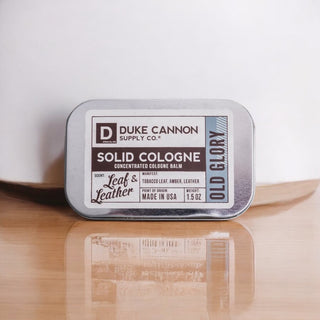 D DUKE CANNON
SUPPLY CO.®
SOLID COLOGNE
CONCENTRATED COLOGNE BALM
SCENT:
Leaf &
Leather
MANIFEST
TOBACCO LEAF, AMBER, LEATHER
POINT OF ORIGIN
MADE IN USA
WEIGHT:
1.5 OZ
OLD GLORY